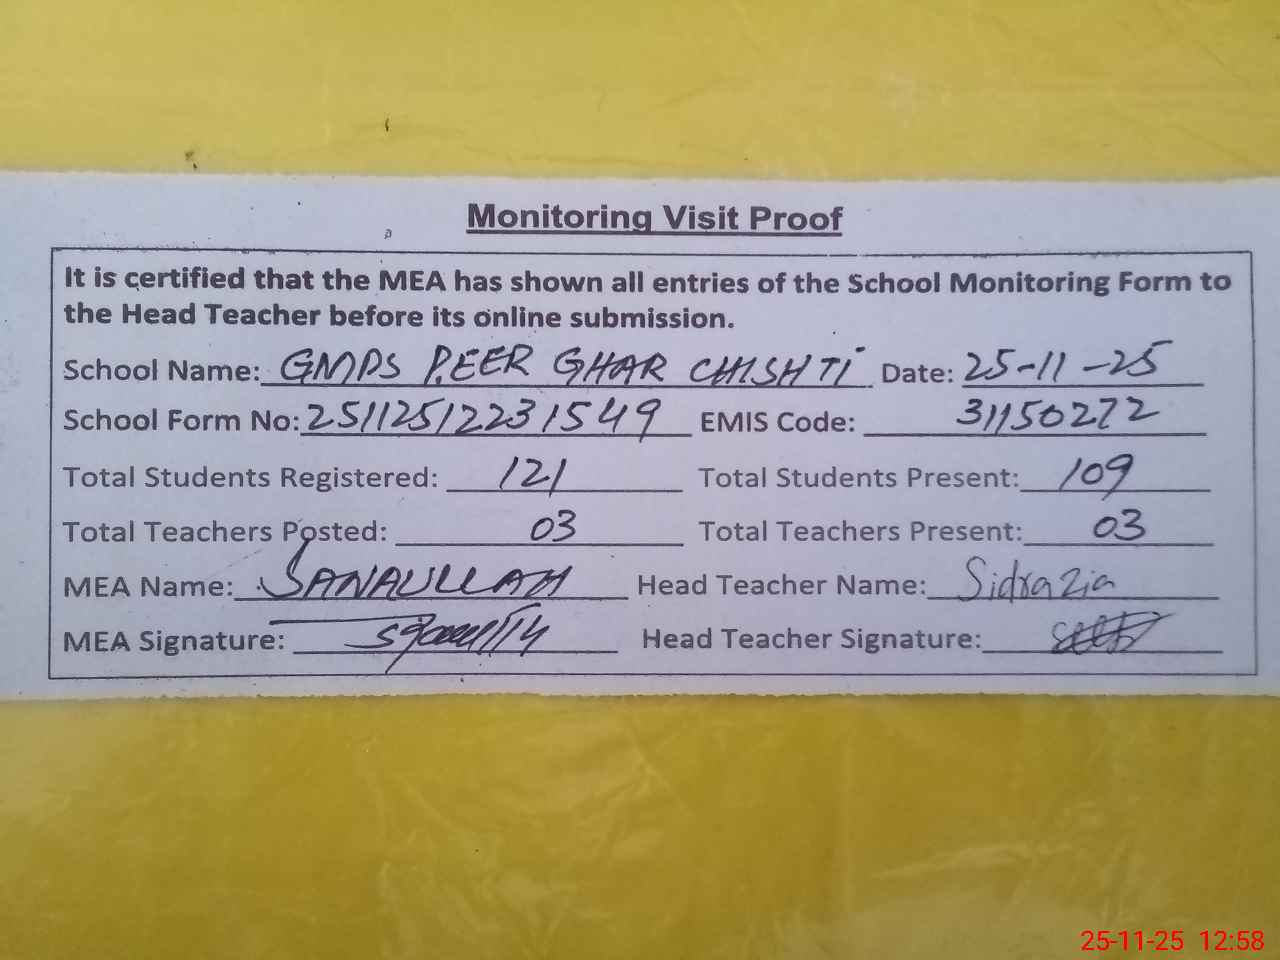 Monitoring Visit Proof
It is certified that the MEA has shown all entries of the School Monitoring Form to
the Head Teacher before its online submission.
School Name: GMPS PEER GHAR CHISHTI Date: 25-11-25
School Form No: 251125122231549 EMIS Code: 31150272
Total Students Registered: 121 Total Students Present: 109
Total Teachers Posted: 03 Total Teachers Present: 03
MEA Name: SANAULLAH Head Teacher Name: Sidra Zia
MEA Signature: Head Teacher Signature:
25-11-25 12:58